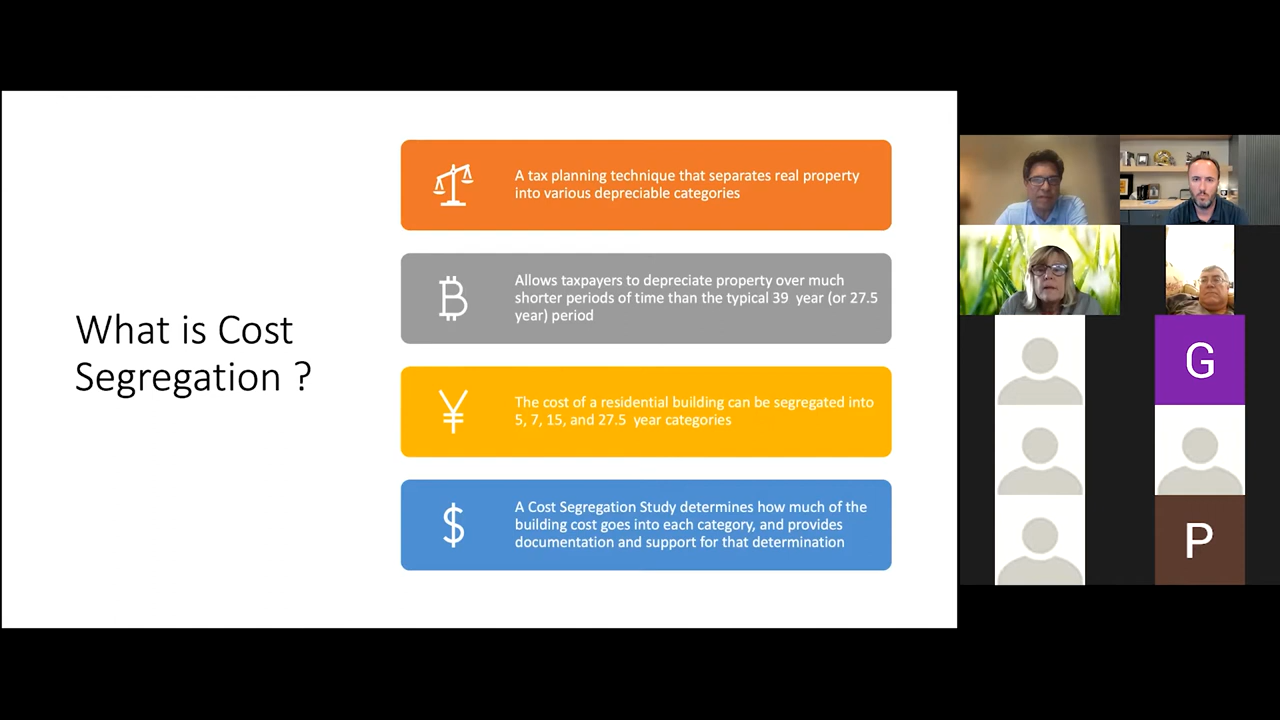 What is Cost
Segregation ?
A tax planning technique that separates real property
into various depreciable categories
Allows taxpayers to depreciate property over much
shorter periods of time than the typical 39 year (or 27.5
year) period
The cost of a residential building can be segregated into
5, 7, 15, and 27.5 year categories
A Cost Segregation Study determines how much of the
building cost goes into each category, and provides
documentation and support for that determination
G
P